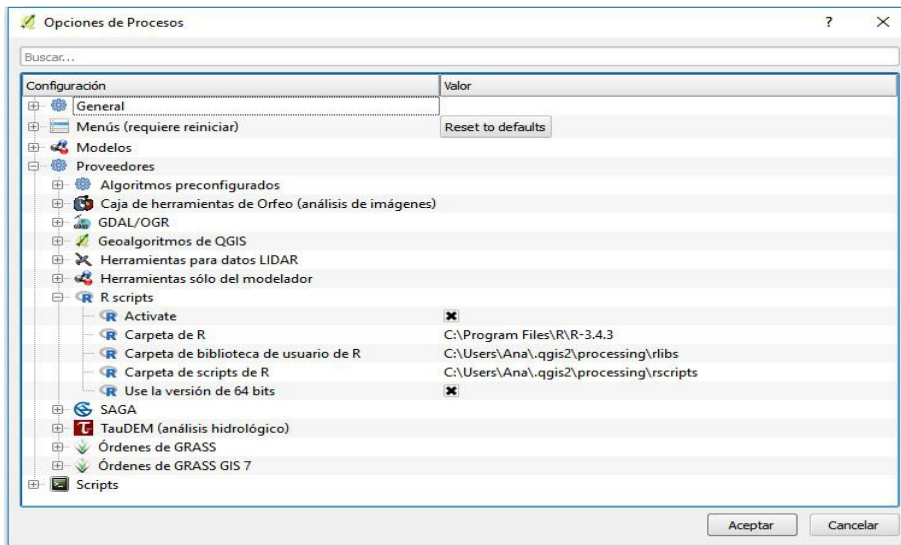 Opciones de Procesos
?
Buscar...
Configuración Valor
General
Menús (requiere reiniciar) Reset to defaults
Modelos
Proveedores
Algoritmos preconfigurados
Caja de herramientas de Orfeo (análisis de imágenes)
GDAL/OGR
Geoalgoritmos de QGIS
Herramientas para datos LIDAR
Herramientas sólo del modelador
R scripts
Activate
Carpeta de R C:\Program Files\R\R-3.4.3
Carpeta de biblioteca de usuario de R C:\Users\Ana\.qgis2\processing\rlibs
Carpeta de scripts de R C:\Users\Ana\.qgis2\processing\rscripts
Use la versión de 64 bits
SAGA
TauDEM (análisis hidrológico)
Órdenes de GRASS
Órdenes de GRASS GIS 7
Scripts
Aceptar Cancelar